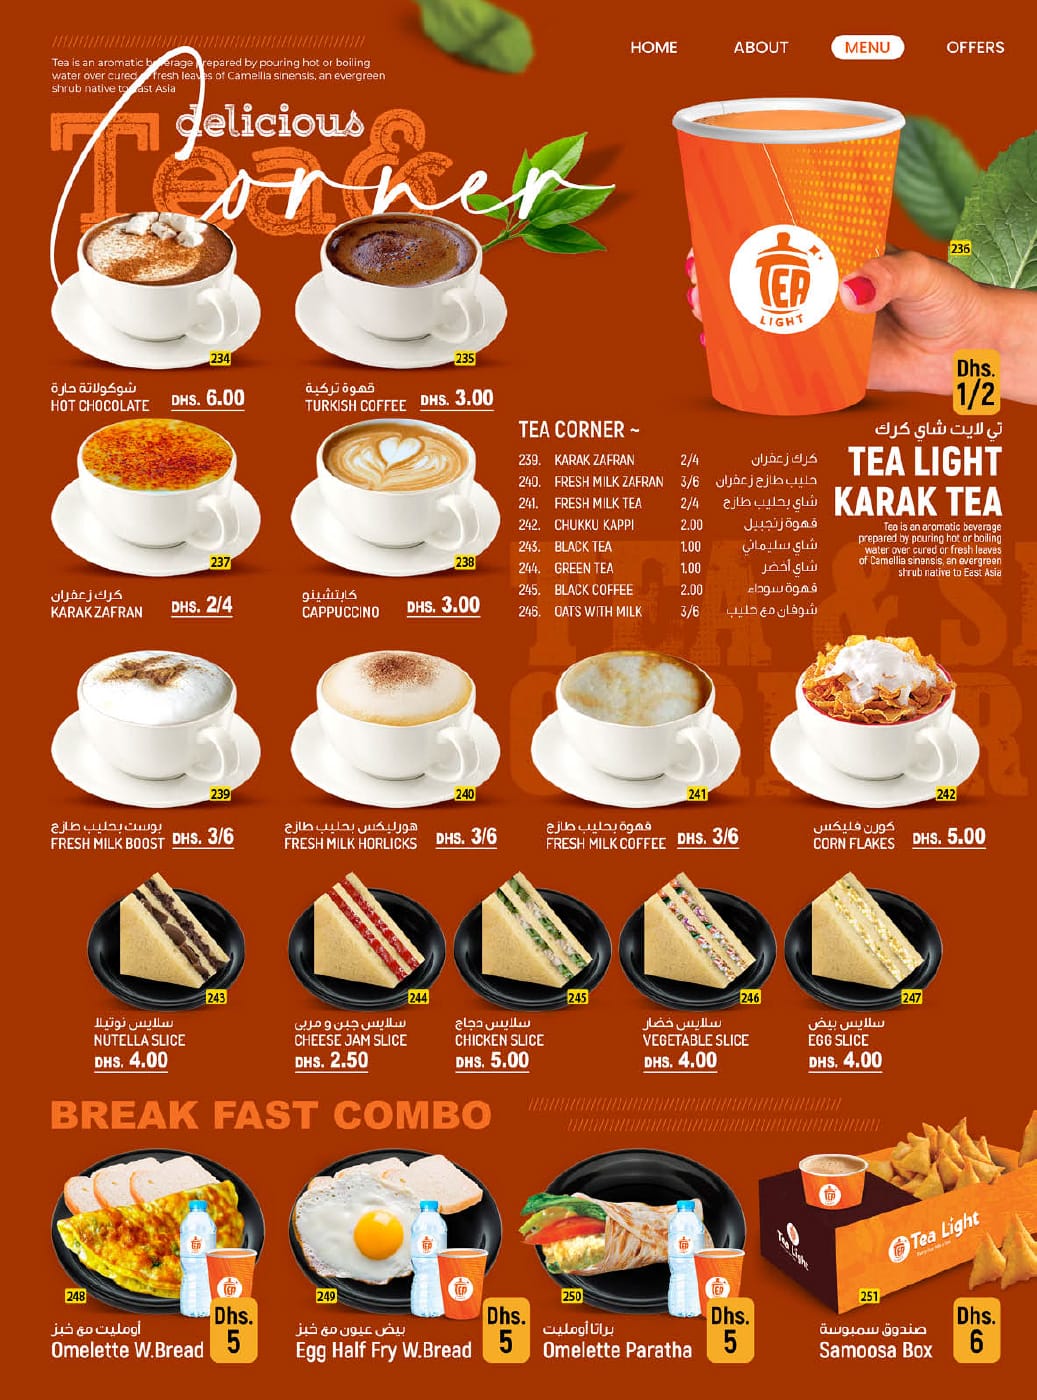 HOME ABOUT MENU OFFERS
Tea is an aromatic beverage prepared by pouring hot or boiling
water over cured or fresh leaves of Camellia sinensis, an evergreen
shrub native to East Asia
delicious
Tea &
Corner
TEA
LIGHT
236
Dhs.
1/2
234
شوكولاتة حارة
HOT CHOCOLATE DHS. 6.00
235
قهوة تركية
TURKISH COFFEE DHS. 3.00
تي لايت شاي كرك
TEA LIGHT
KARAK TEA
Tea is an aromatic beverage
prepared by pouring hot or boiling
water over cured or fresh leaves
of Camellia sinensis, an evergreen
shrub native to East Asia
TEA CORNER ~
239. KARAK ZAFRAN 2/4 كرك زعفران
240. FRESH MILK ZAFRAN 3/6 حليب طازج زعفران
241. FRESH MILK TEA 2/4 شاي بحليب طازج
242. CHUKKU KAPPI 2.00 قهوة زنجبيل
243. BLACK TEA 1.00 شاي سليماني
244. GREEN TEA 1.00 شاي أخضر
245. BLACK COFFEE 2.00 قهوة سوداء
246. OATS WITH MILK 3/6 شوفان مع حليب
237
كرك زعفران
KARAK ZAFRAN DHS. 2/4
238
كابتشينو
CAPPUCCINO DHS. 3.00
TEA & S
239
بوست بحليب طازج
FRESH MILK BOOST DHS. 3/6
240
هورليكس بحليب طازج
FRESH MILK HORLICKS DHS. 3/6
241
قهوة بحليب طازج
FRESH MILK COFFEE DHS. 3/6
242
كورن فليكس
CORN FLAKES DHS. 5.00
243
سلايس نوتيلا
NUTELLA SLICE
DHS. 4.00
244
سلايس جبن و مربى
CHEESE JAM SLICE
DHS. 2.50
245
سلايس دجاج
CHICKEN SLICE
DHS. 5.00
246
سلايس خضار
VEGETABLE SLICE
DHS. 4.00
247
سلايس بيض
EGG SLICE
DHS. 4.00
BREAK FAST COMBO
248
أومليت مع خبز
Omelette W.Bread
Dhs.
5
249
بيض عيون مع خبز
Egg Half Fry W.Bread
Dhs.
5
250
براتا أومليت
Omelette Paratha
Dhs.
5
Tea Light
Tea Light
251
صندوق سمبوسة
Samoosa Box
Dhs.
6